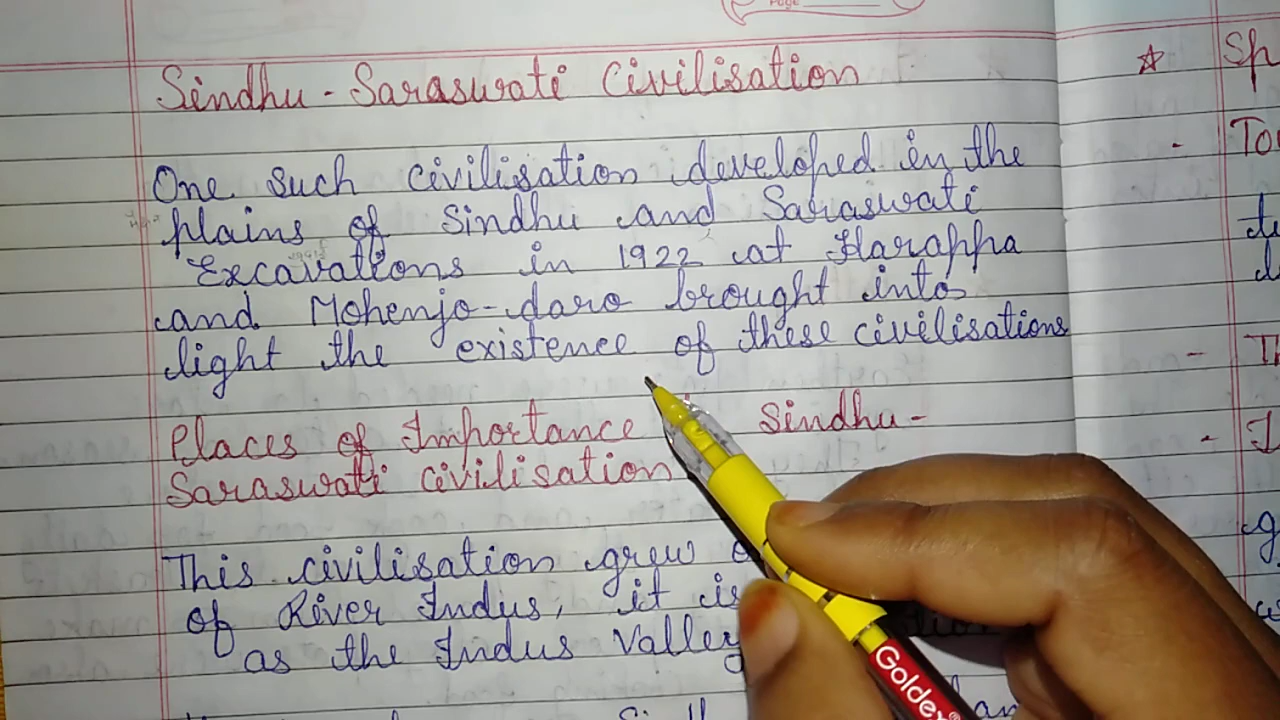 Page
Sindhu - Saraswati Civilisation
One such civilisation developed in the
plains of Sindhu and Saraswati
Excavations in 1922 at Harappa
and Mohenjo-daro brought into
light the existence of these civilisations
Places of Importance Sindhu -
Saraswati civilisation
This civilisation grew
of River Indus, it is
as the Indus Valley
Goldex